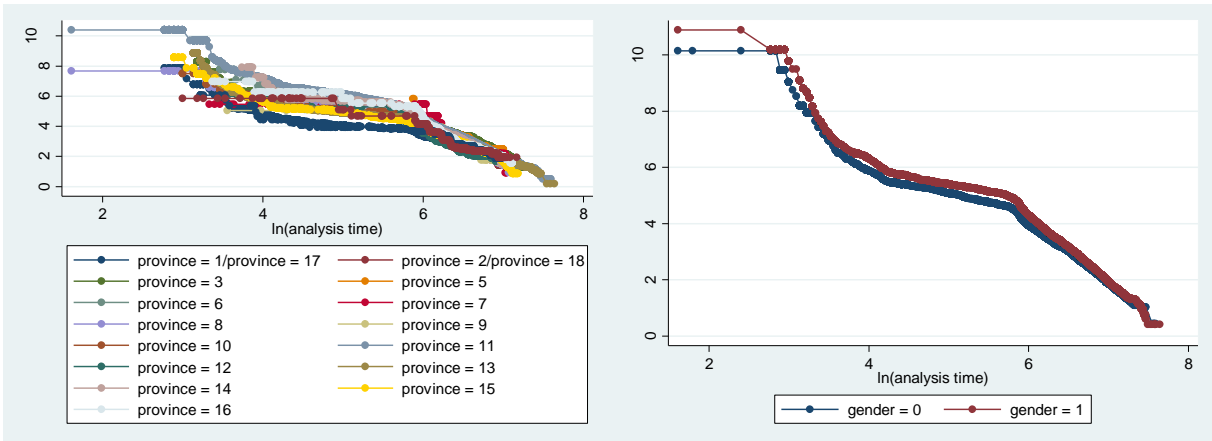 10
8
6
4
2
0
2 4 6 8
ln(analysis time)
province = 1/province = 17 province = 2/province = 18
province = 3 province = 5
province = 6 province = 7
province = 8 province = 9
province = 10 province = 11
province = 12 province = 13
province = 14 province = 15
province = 16
10
8
6
4
2
0
2 4 6 8
ln(analysis time)
gender = 0 gender = 1